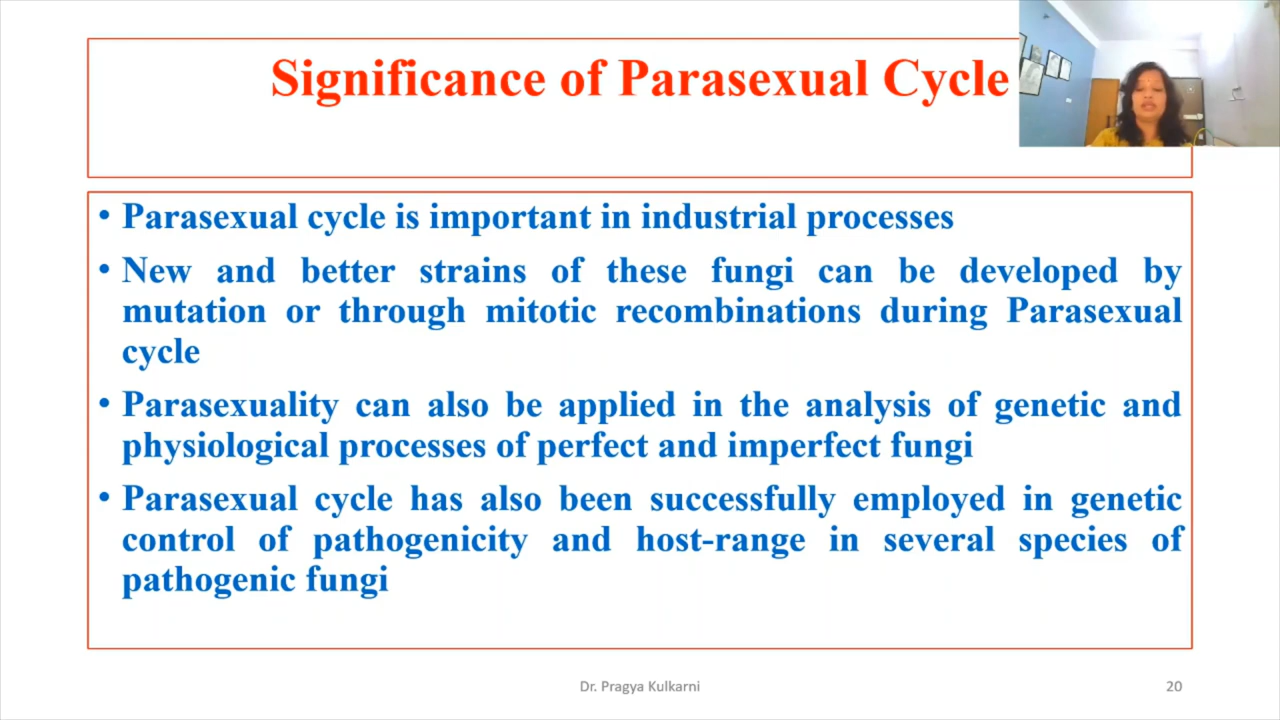 Significance of Parasexual Cycle
• Parasexual cycle is important in industrial processes
• New and better strains of these fungi can be developed by
mutation or through mitotic recombinations during Parasexual
cycle
• Parasexuality can also be applied in the analysis of genetic and
physiological processes of perfect and imperfect fungi
• Parasexual cycle has also been successfully employed in genetic
control of pathogenicity and host-range in several species of
pathogenic fungi
Dr. Pragya Kulkarni
20